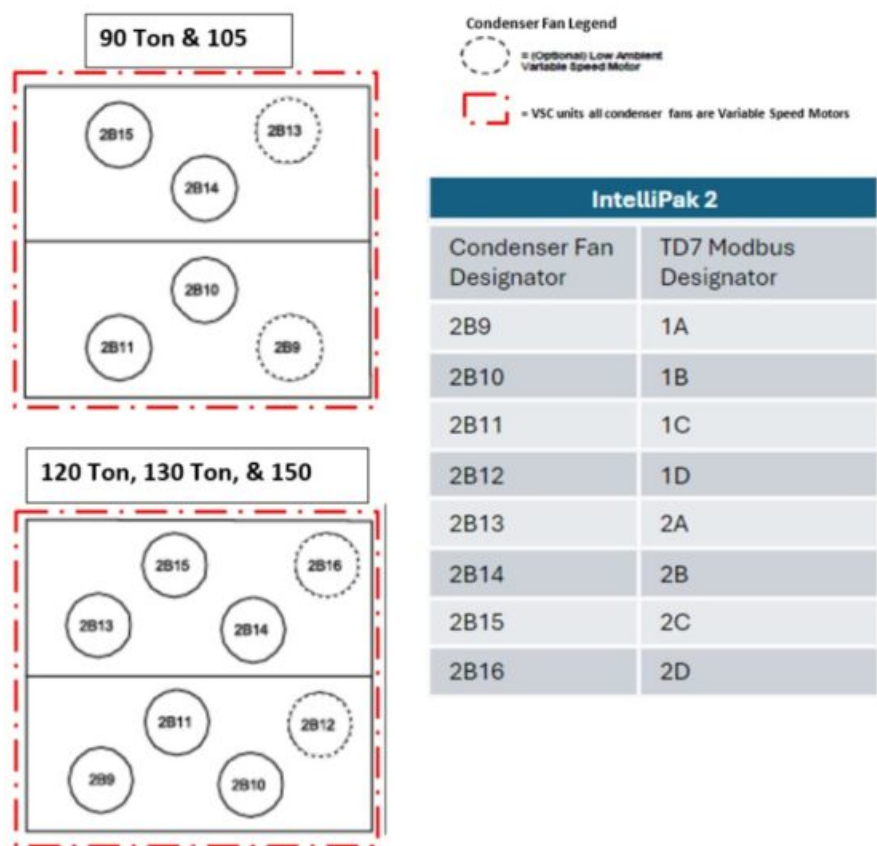 90 Ton & 105
2B15
2B13
2B14
2B10
2B11
2B9
120 Ton, 130 Ton, & 150
2B15
2B16
2B13
2B14
2B11
2B12
2B9
2B10
Condenser Fan Legend
= (Optional) Low Ambient
Variable Speed Motor
= VSC units all condenser fans are Variable Speed Motors
IntelliPak 2
Condenser Fan Designator TD7 Modbus Designator
2B9 1A
2B10 1B
2B11 1C
2B12 1D
2B13 2A
2B14 2B
2B15 2C
2B16 2D